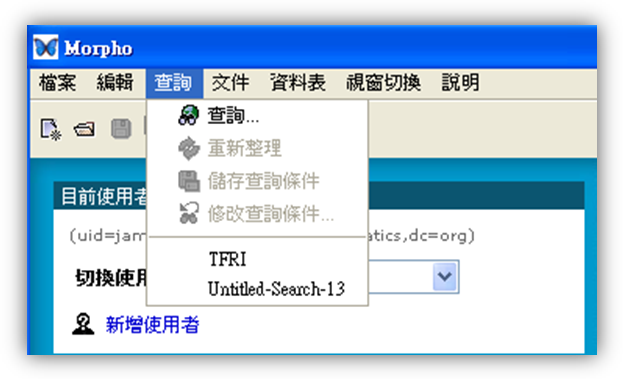 Morpho
檔案 編輯 查詢 文件 資料表 視窗切換 說明
查詢...
重新整理
儲存查詢條件
修改查詢條件...
TFRI
Untitled-Search-13
目前使用者
(uid=jam atics,dc=org)
切換使用
新增使用者